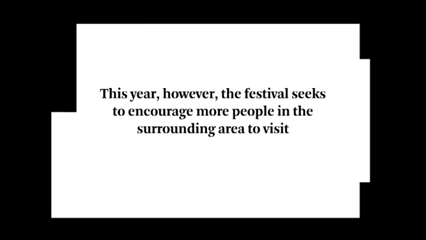 This year, however, the festival seeks
to encourage more people in the
surrounding area to visit